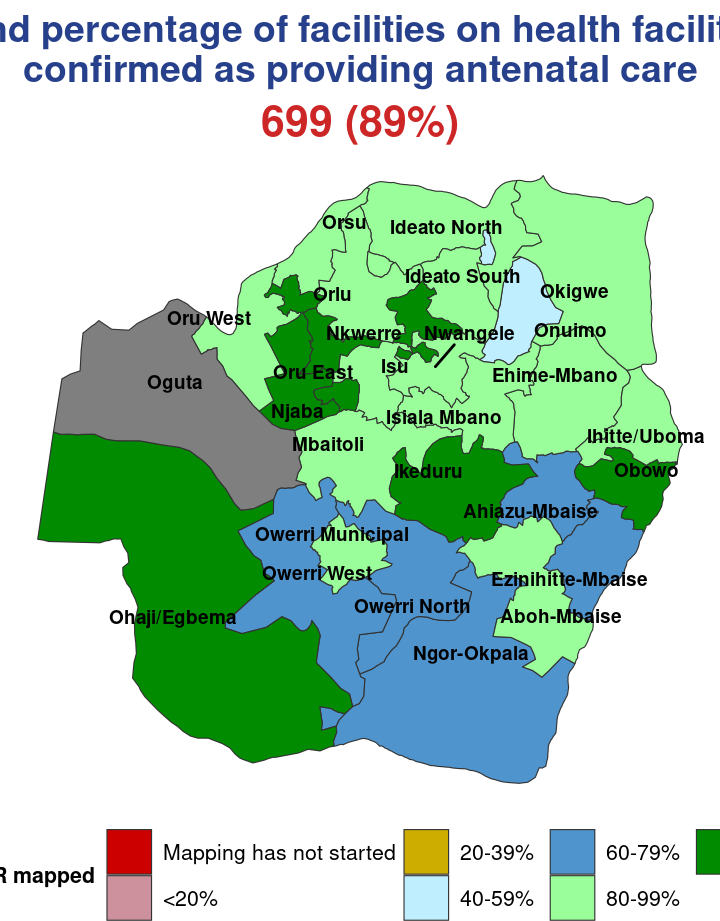 nd percentage of facilities on health facilit
confirmed as providing antenatal care
699 (89%)
Orsu
Ideato North
Ideato South
Okigwe
Orlu
Oru West
Nkwerre
Nwangele
Onuimo
Isu
Oru East
Ehime-Mbano
Oguta
Njaba
Isiala Mbano
Mbaitoli
Ihitte/Uboma
Ikeduru
Obowo
Ahiazu-Mbaise
Owerri Municipal
Owerri West
Ezinihitte-Mbaise
Owerri North
Ohaji/Egbema
Aboh-Mbaise
Ngor-Okpala
R mapped
Mapping has not started
20-39%
60-79%
<20%
40-59%
80-99%